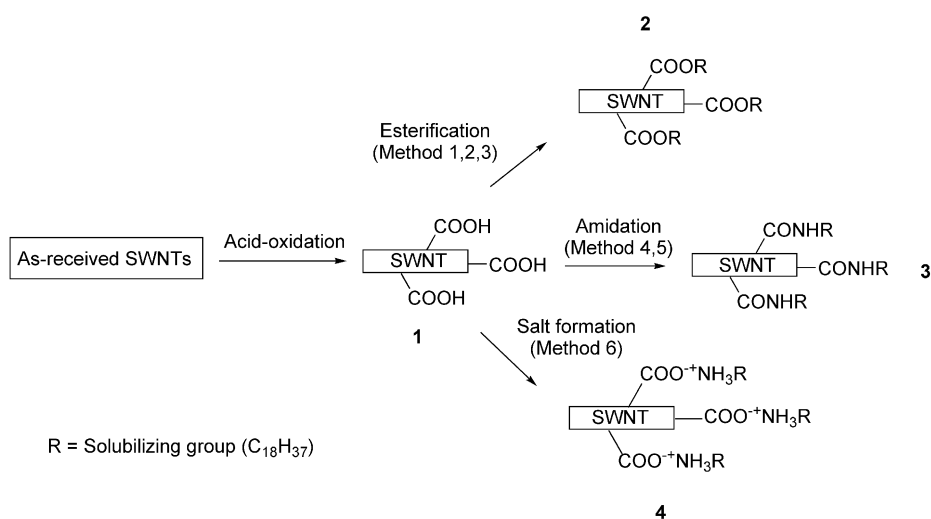 2
COOR
SWNT
COOR
COOR
Esterification
(Method 1,2,3)
As-received SWNTs
Acid-oxidation
COOH
SWNT
COOH
COOH
1
Amidation
(Method 4,5)
CONHR
SWNT
CONHR
CONHR
3
Salt formation
(Method 6)
COO⁻⁺NH₃R
SWNT
COO⁻⁺NH₃R
COO⁻⁺NH₃R
4
R = Solubilizing group (C₁₈H₃₇)